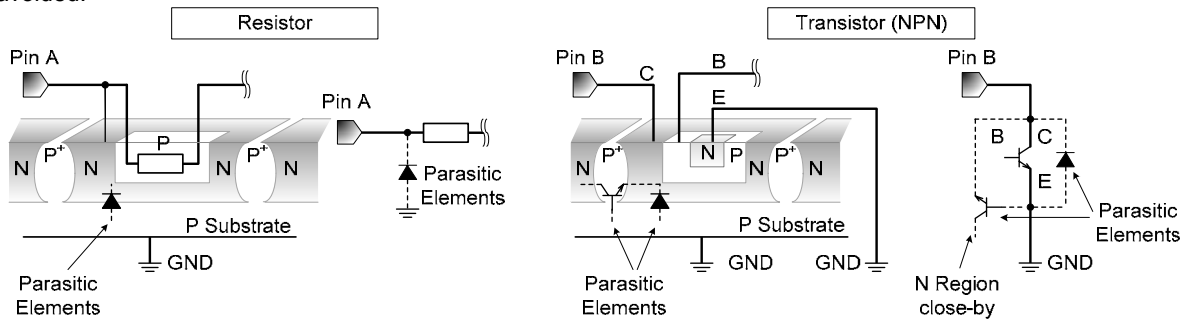 Resistor
Transistor (NPN)
Pin A
Pin B
C
B
E
Pin B
Pin A
N
P+
N
P
P+
N
N
P+
N
N
P
P+
N
B
C
E
Parasitic
Elements
P Substrate
P Substrate
Parasitic
Elements
GND
GND
GND
GND
Parasitic
Elements
Parasitic
Elements
N Region
close-by